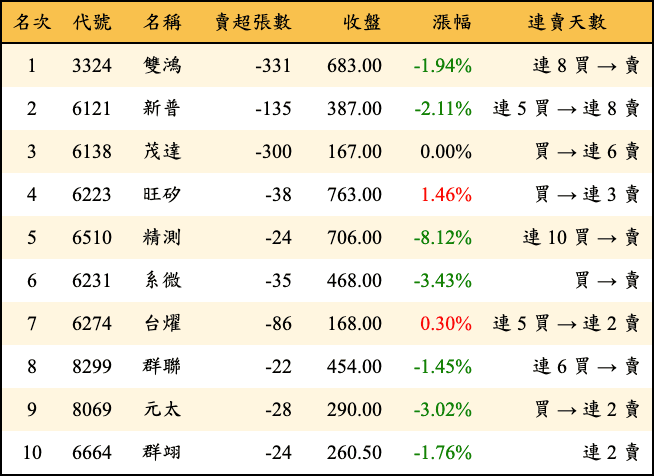 名次 代號 名稱 賣超張數 收盤 漲幅 連賣天數
1 3324 雙鴻 -331 683.00 -1.94% 連 8 買 → 賣
2 6121 新普 -135 387.00 -2.11% 連 5 買 → 連 8 賣
3 6138 茂達 -300 167.00 0.00% 買 → 連 6 賣
4 6223 旺矽 -38 763.00 1.46% 買 → 連 3 賣
5 6510 精測 -24 706.00 -8.12% 連 10 買 → 賣
6 6231 系微 -35 468.00 -3.43% 買 → 賣
7 6274 台燿 -86 168.00 0.30% 連 5 買 → 連 2 賣
8 8299 群聯 -22 454.00 -1.45% 連 6 買 → 賣
9 8069 元太 -28 290.00 -3.02% 買 → 連 2 賣
10 6664 群翊 -24 260.50 -1.76% 連 2 賣